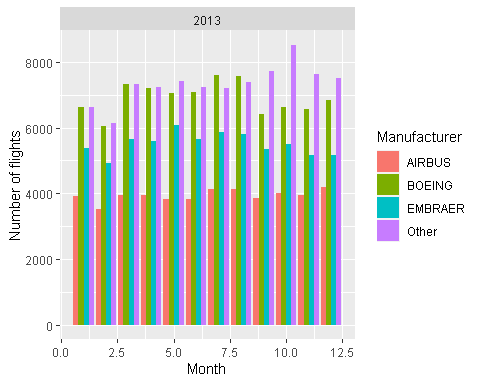 2013
8000
6000
4000
2000
0
Number of flights
0.0 2.5 5.0 7.5 10.0 12.5
Month
Manufacturer
AIRBUS
BOEING
EMBRAER
Other